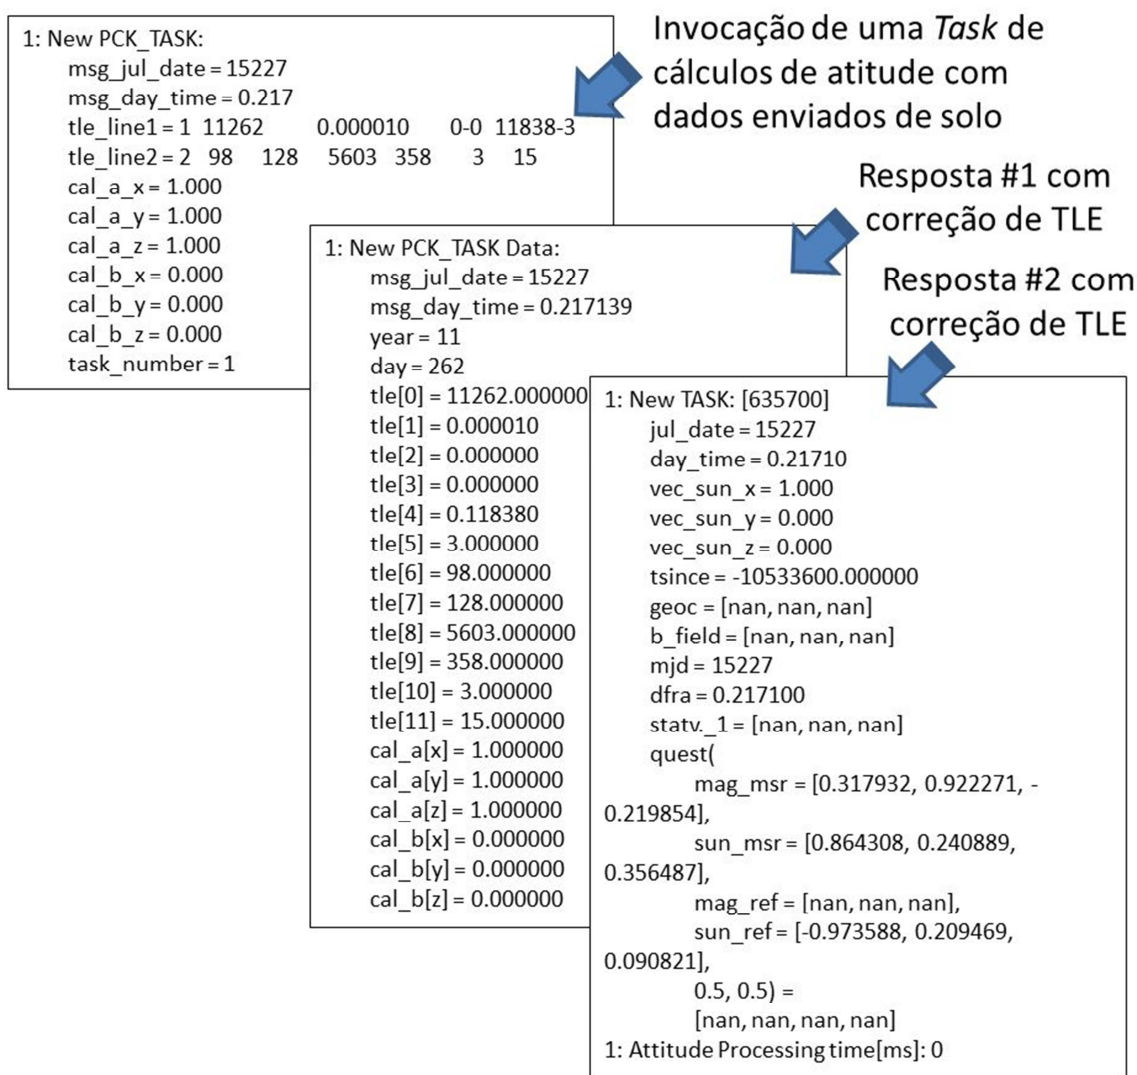 1: New PCK_TASK:
msg_jul_date = 15227
msg_day_time = 0.217
tle_line1 = 1 11262 0.000010 0-0 11838-3
tle_line2 = 2 98 128 5603 358 3 15
cal_a_x = 1.000
cal_a_y = 1.000
cal_a_z = 1.000
cal_b_x = 0.000
cal_b_y = 0.000
cal_b_z = 0.000
task_number = 1
Invocação de uma Task de
cálculos de atitude com
dados enviados de solo
Resposta #1 com
correção de TLE
1: New PCK_TASK Data:
msg_jul_date = 15227
msg_day_time = 0.217139
year = 11
day = 262
tle[0] = 11262.000000
tle[1] = 0.000010
tle[2] = 0.000000
tle[3] = 0.000000
tle[4] = 0.118380
tle[5] = 3.000000
tle[6] = 98.000000
tle[7] = 128.000000
tle[8] = 5603.000000
tle[9] = 358.000000
tle[10] = 3.000000
tle[11] = 15.000000
cal_a[x] = 1.000000
cal_a[y] = 1.000000
cal_a[z] = 1.000000
cal_b[x] = 0.000000
cal_b[y] = 0.000000
cal_b[z] = 0.000000
Resposta #2 com
correção de TLE
1: New TASK: [635700]
jul_date = 15227
day_time = 0.21710
vec_sun_x = 1.000
vec_sun_y = 0.000
vec_sun_z = 0.000
tsince = -10533600.000000
geoc = [nan, nan, nan]
b_field = [nan, nan, nan]
mjd = 15227
dfra = 0.217100
statv._1 = [nan, nan, nan]
quest(
mag_msr = [0.317932, 0.922271, -
0.219854],
sun_msr = [0.864308, 0.240889,
0.356487],
mag_ref = [nan, nan, nan],
sun_ref = [-0.973588, 0.209469,
0.090821],
0.5, 0.5) =
[nan, nan, nan, nan]
1: Attitude Processing time[ms]: 0